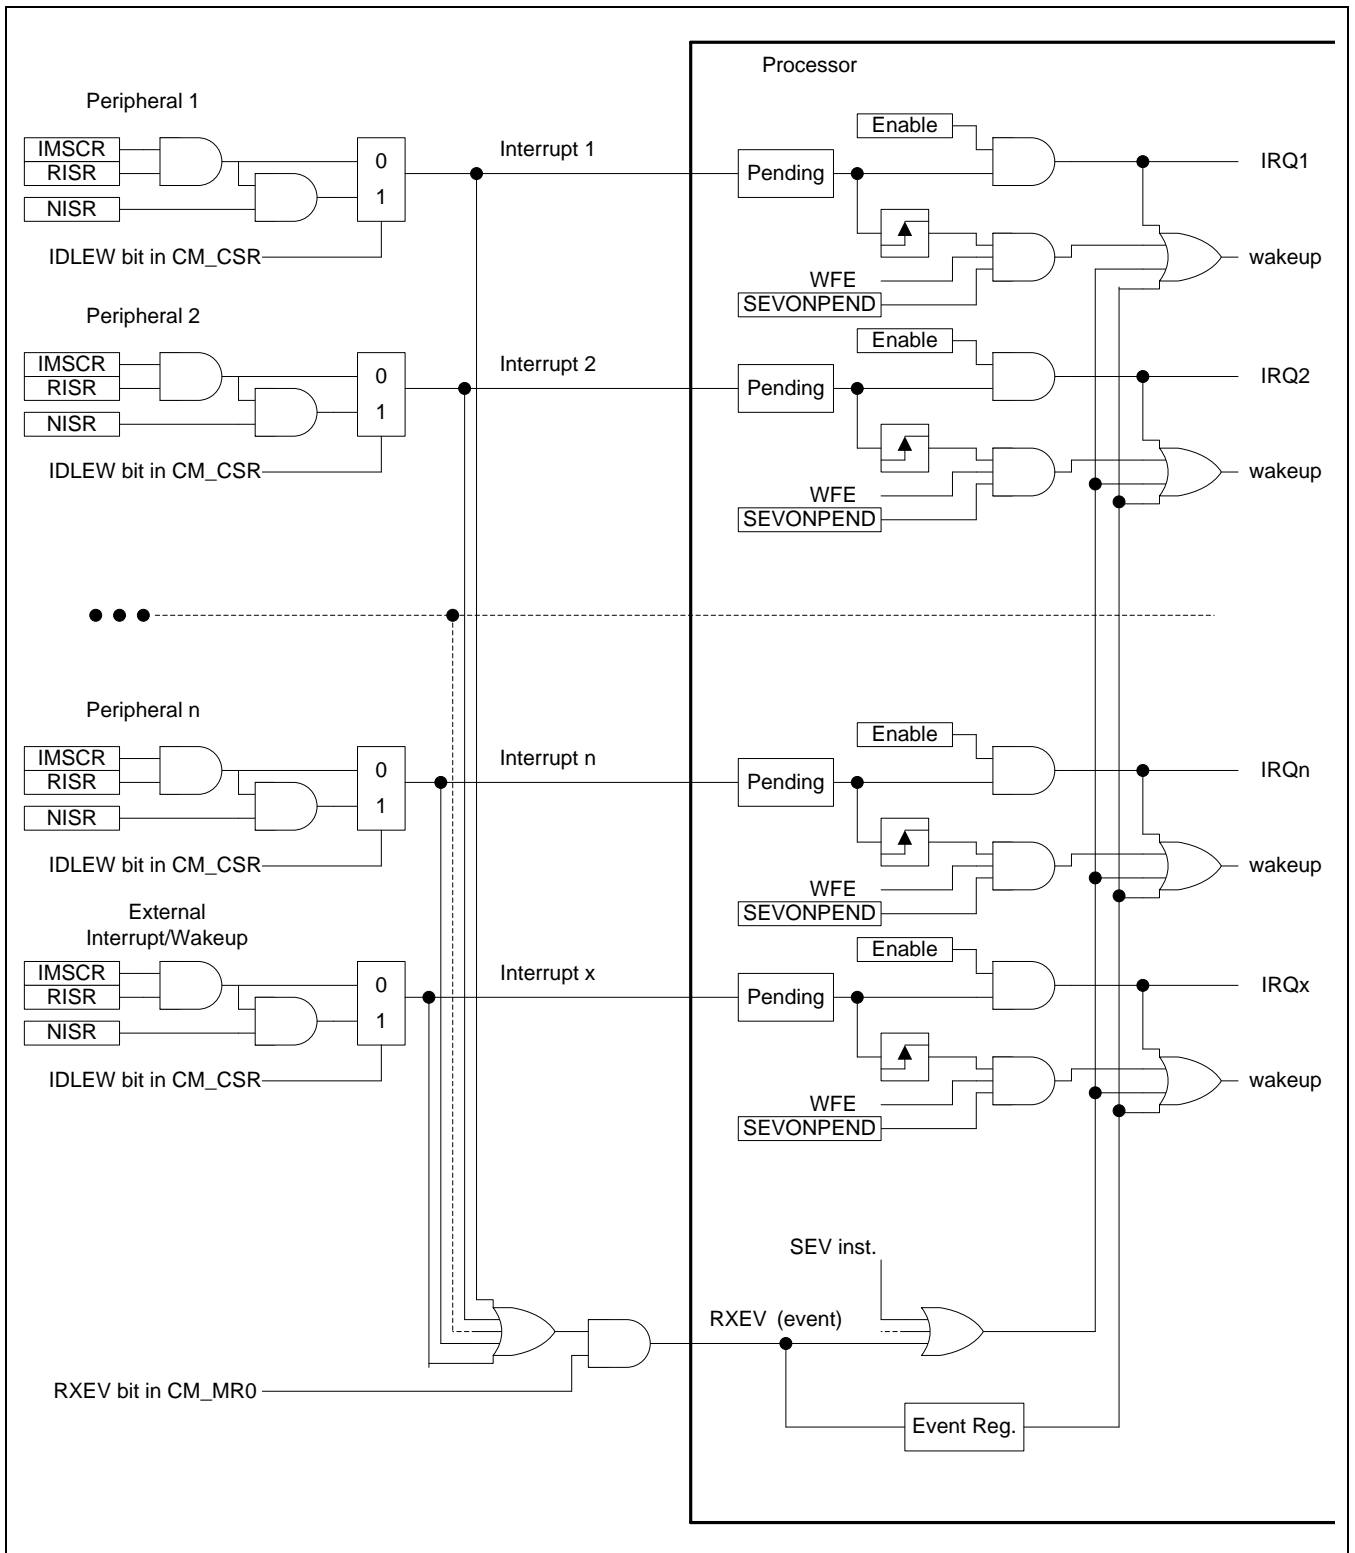 Processor
Peripheral 1
IMSCR
RISR
NISR
IDLEW bit in CM_CSR
0
1
Interrupt 1
Pending
Enable
WFE
SEVONPEND
IRQ1
wakeup
Peripheral 2
IMSCR
RISR
NISR
IDLEW bit in CM_CSR
0
1
Interrupt 2
Pending
Enable
WFE
SEVONPEND
IRQ2
wakeup
Peripheral n
IMSCR
RISR
NISR
IDLEW bit in CM_CSR
0
1
Interrupt n
Pending
Enable
WFE
SEVONPEND
IRQn
wakeup
External
Interrupt/Wakeup
IMSCR
RISR
NISR
IDLEW bit in CM_CSR
0
1
Interrupt x
Pending
Enable
WFE
SEVONPEND
IRQx
wakeup
SEV inst.
RXEV (event)
RXEV bit in CM_MR0
Event Reg.